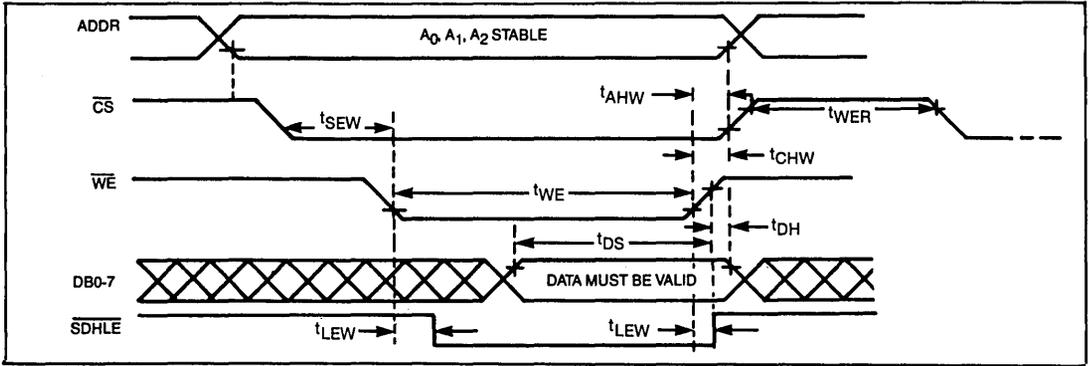 ADDR
A0, A1, A2 STABLE
CS
tAHW
tWER
tSEW
tCHW
WE
tWE
tDH
tDS
DB0-7
DATA MUST BE VALID
SDHLE
tLEW
tLEW